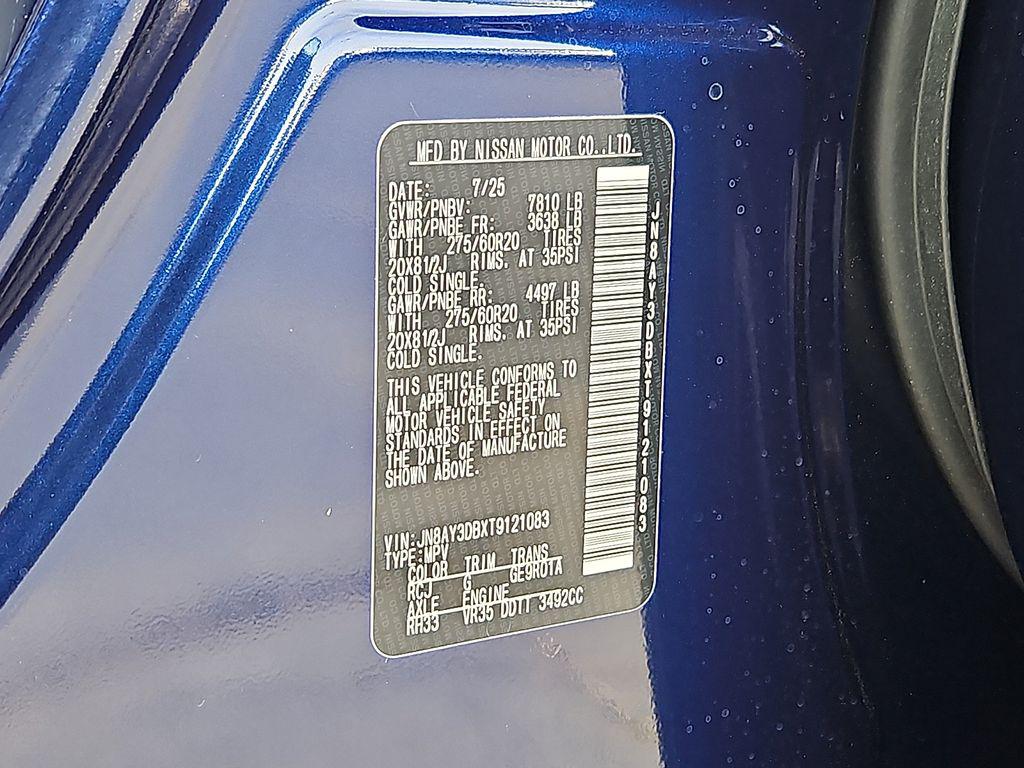 MFD BY NISSAN MOTOR CO.,LTD.
DATE: 7/25
GVWR/PNBV: 7810 LB
GAWR/PNBE FR: 3638 LB
WITH 275/60R20 TIRES
20X81/2J RIMS. AT 35PSI
COLD SINGLE.
GAWR/PNBE RR: 4497 LB
WITH 275/60R20 TIRES
20X81/2J RIMS. AT 35PSI
COLD SINGLE.
THIS VEHICLE CONFORMS TO
ALL APPLICABLE FEDERAL
MOTOR VEHICLE SAFETY
STANDARDS IN EFFECT ON
THE DATE OF MANUFACTURE
SHOWN ABOVE.
VIN:JN8AY3DBXT9121083
TYPE:MPV
COLOR TRIM TRANS
RCJ G GE9R01A
AXLE ENGINE
RH33 VR35 DDTT 3492CC
JN8AY3DBXT9121083